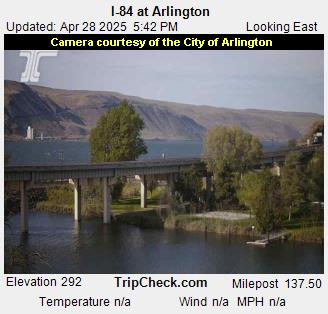 I-84 at Arlington
Updated: Apr 28 2025 5:42 PM Looking East
Camera courtesy of the City of Arlington
Elevation 292 TripCheck.com Milepost 137.50
Temperature n/a Wind n/a MPH n/a